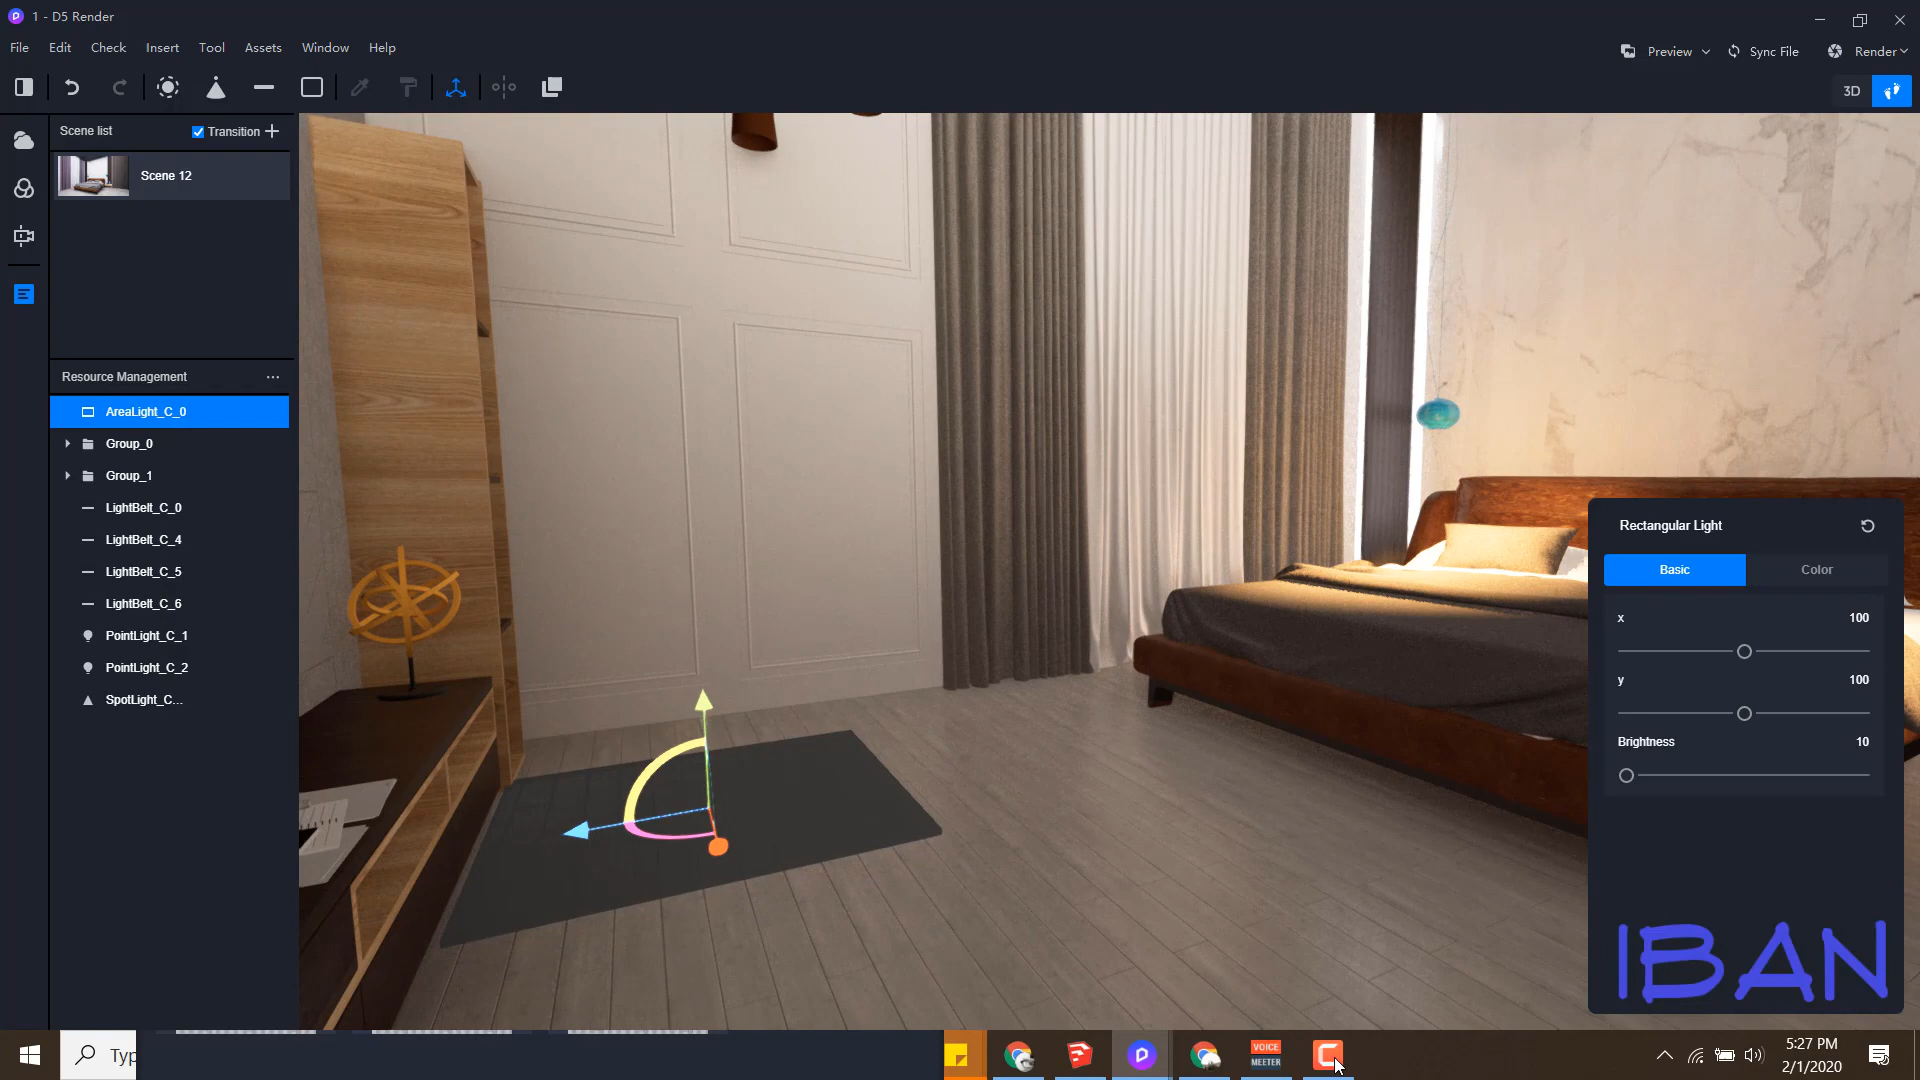 1 - D5 Render
File Edit Check Insert Tool Assets Window Help
Preview Sync File Render
3D
Scene list Transition
Scene 12
Resource Management ...
AreaLight_C_0
Group_0
Group_1
LightBelt_C_0
LightBelt_C_4
LightBelt_C_5
LightBelt_C_6
PointLight_C_1
PointLight_C_2
SpotLight_C...
Rectangular Light
Basic Color
x 100
y 100
Brightness 10
IBAN
Typ
VOICE
MEETER
5:27 PM
2/1/2020